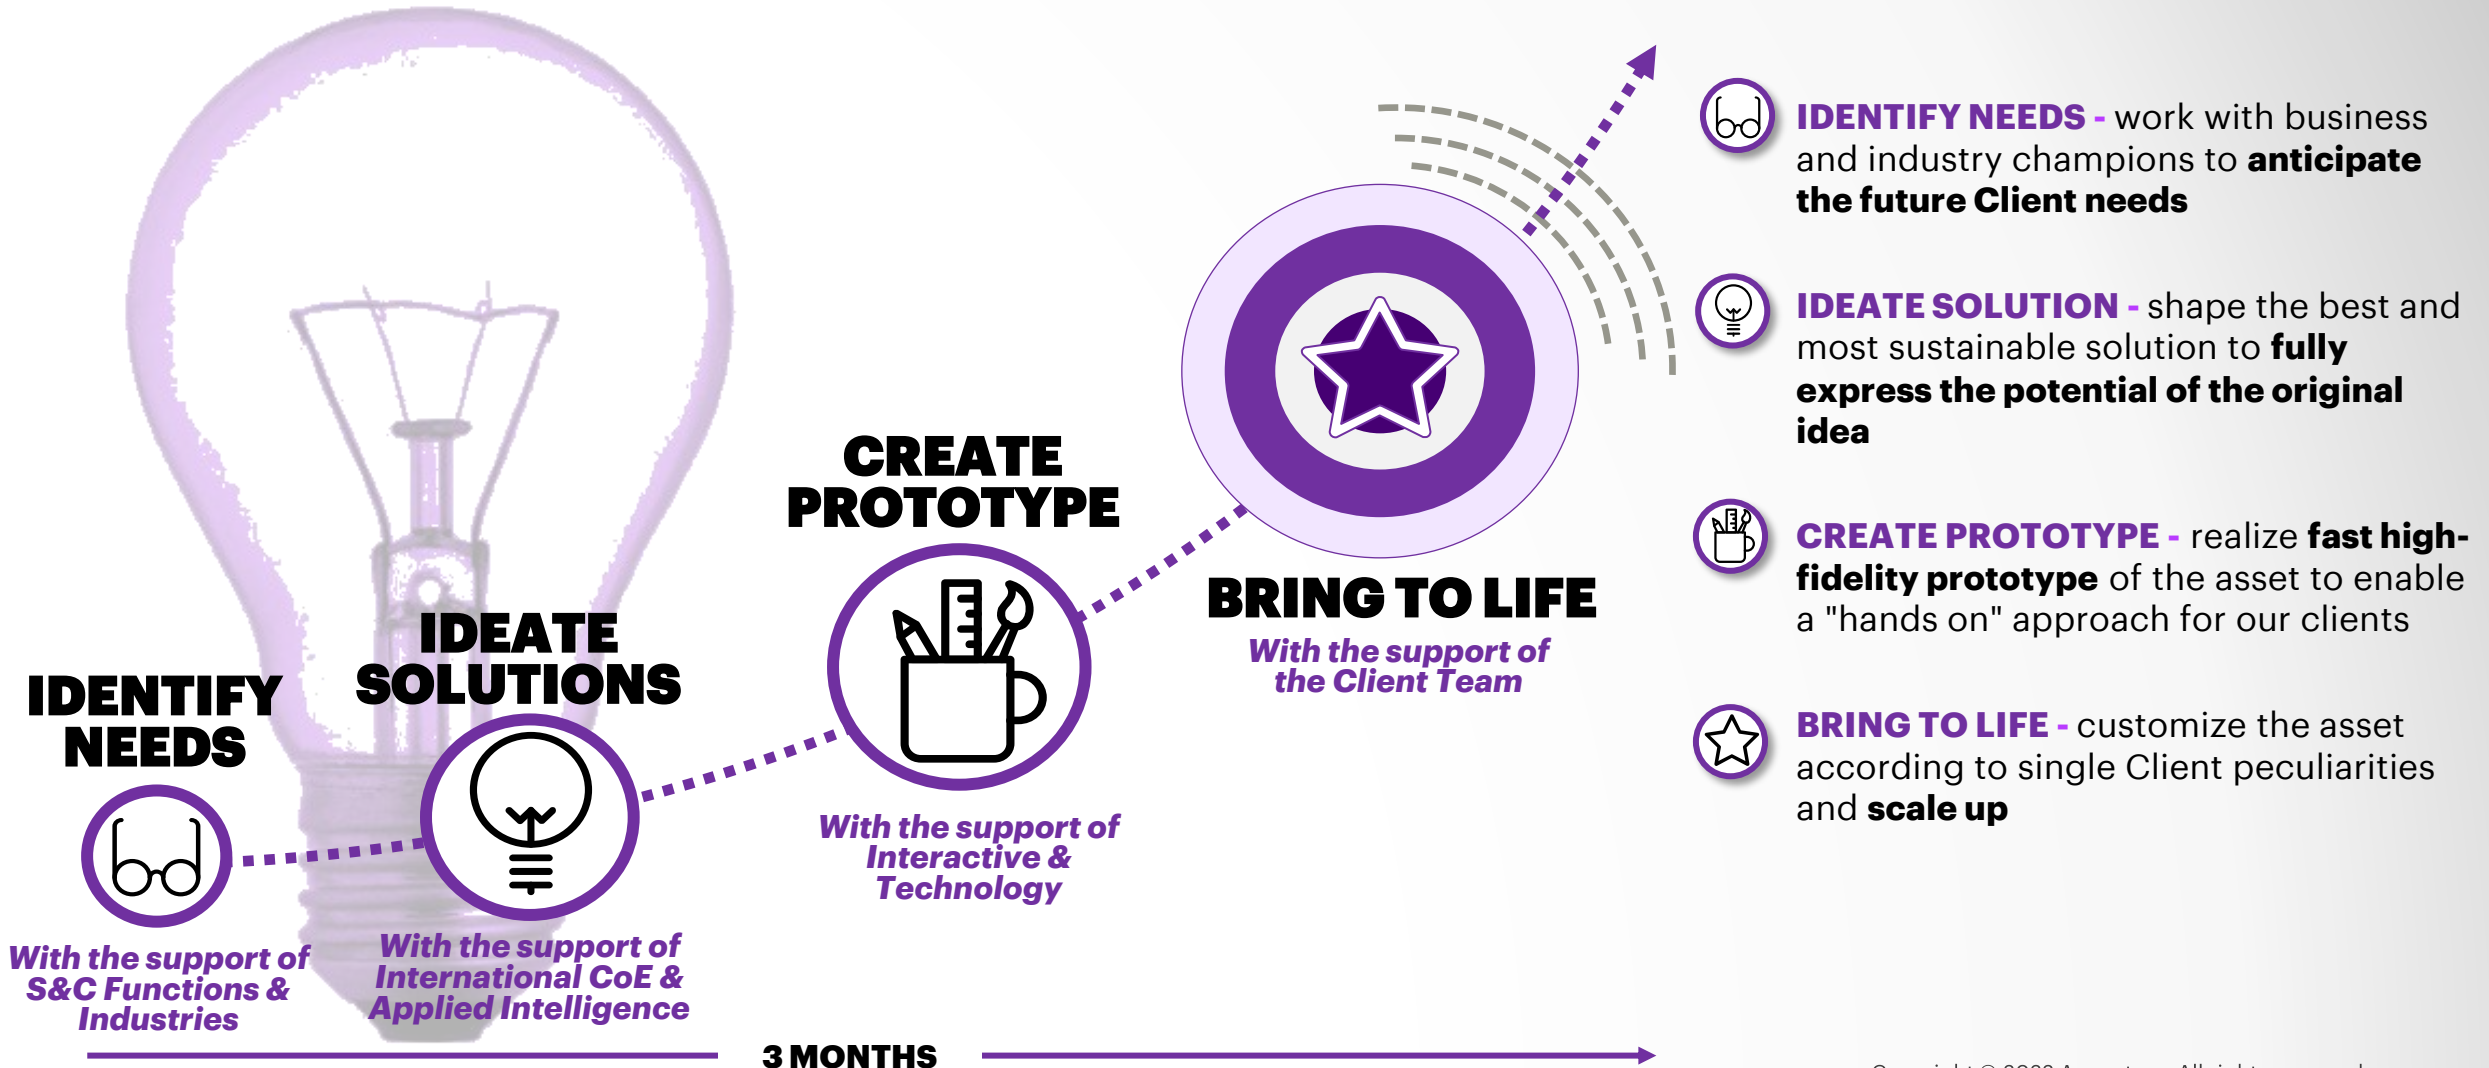 IDENTIFY
NEEDS
With the support of
S&C Functions &
Industries
IDEATE
SOLUTIONS
With the support of
International CoE &
Applied Intelligence
CREATE
PROTOTYPE
With the support of
Interactive &
Technology
BRING TO LIFE
With the support of
the Client Team
3 MONTHS
IDENTIFY NEEDS - work with business
and industry champions to anticipate
the future Client needs
IDEATE SOLUTION - shape the best and
most sustainable solution to fully
express the potential of the original
idea
CREATE PROTOTYPE - realize fast high-
fidelity prototype of the asset to enable
a "hands on" approach for our clients
BRING TO LIFE - customize the asset
according to single Client peculiarities
and scale up